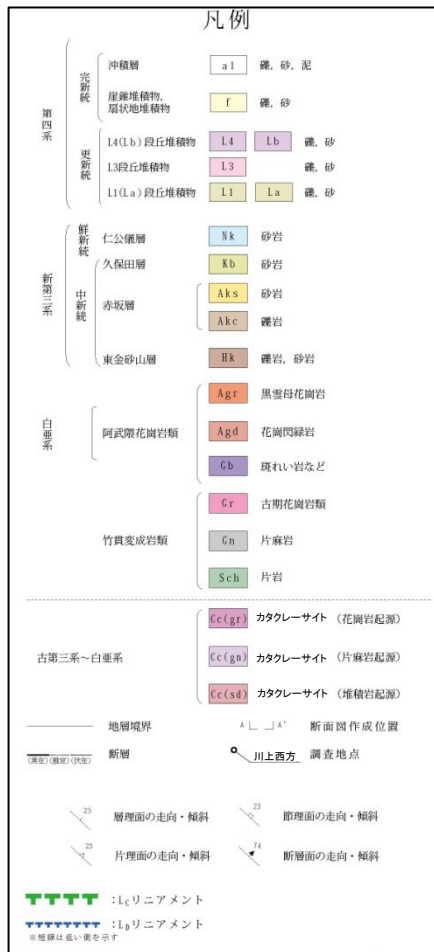 凡例
第四系
完新統
沖積層 al 礫, 砂, 泥
崖錐堆積物,
扇状地堆積物 f 礫, 砂
更新統
L4(Lb)段丘堆積物 L4 Lb 礫, 砂
L3段丘堆積物 L3 礫, 砂
L1(La)段丘堆積物 L1 La 礫, 砂
新第三系
鮮新統
仁公儀層 Nk 砂岩
中新統
久保田層 Kb 砂岩
赤坂層 Aks 砂岩
Akc 礫岩
東金砂山層 Hk 礫岩, 砂岩
白亜系
阿武隈花崗岩類
Agr 黒雲母花崗岩
Agd 花崗閃緑岩
Gb 斑れい岩など
竹貫変成岩類
Gr 古期花崗岩類
Gn 片麻岩
Sch 片岩
古第三系～白亜系
Cc(gr) カタクレーサイト (花崗岩起源)
Cc(gn) カタクレーサイト (片麻岩起源)
Cc(sd) カタクレーサイト (堆積岩起源)
地層境界 A A' 断面図作成位置
断層 川上西方 調査地点
(実在)(推定)(伏在)
23 層理面の走向・傾斜 23 節理面の走向・傾斜
23 片理面の走向・傾斜 74 断層面の走向・傾斜
:LCリニアメント
:LDリニアメント
※短線は低い側を示す